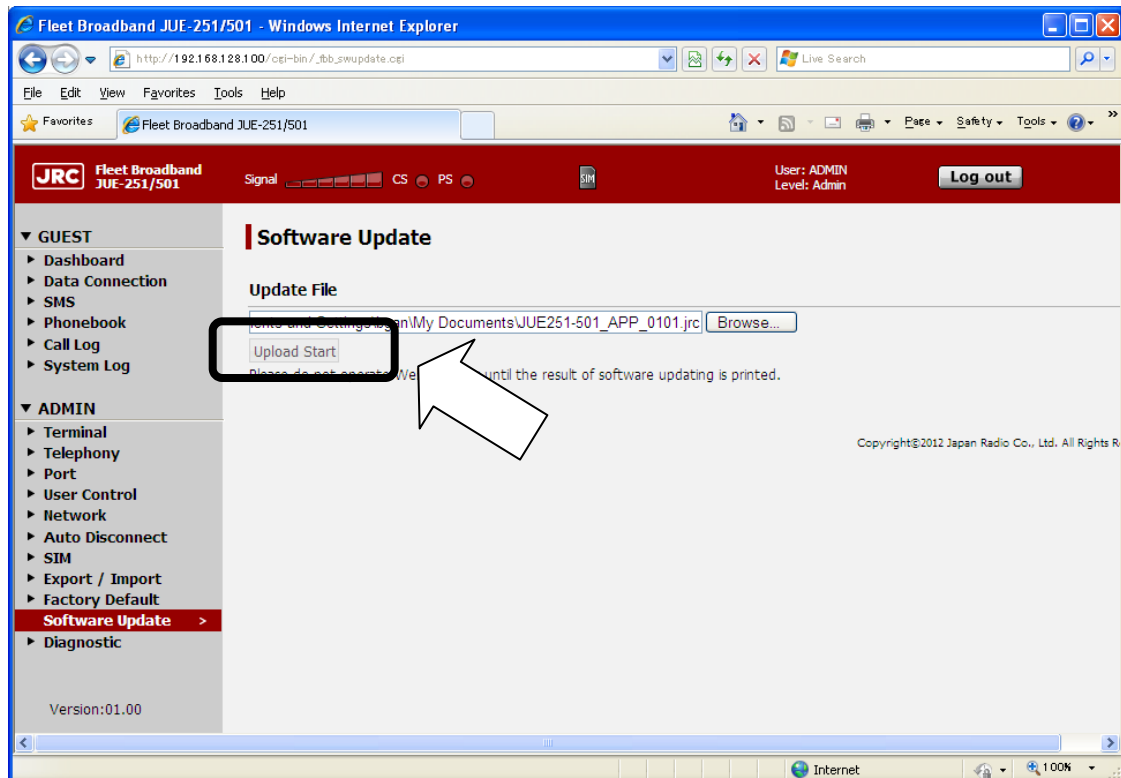 Fleet Broadband JUE-251/501 - Windows Internet Explorer
http://192.168.128.100/cgi-bin/_fbb_swupdate.cgi
Live Search
File Edit View Favorites Tools Help
Favorites
Fleet Broadband JUE-251/501
Page Safety Tools
JRC Fleet Broadband
JUE-251/501
Signal CS PS
SIM
User: ADMIN
Level: Admin
Log out
GUEST
Dashboard
Data Connection
SMS
Phonebook
Call Log
System Log
ADMIN
Terminal
Telephony
Port
User Control
Network
Auto Disconnect
SIM
Export / Import
Factory Default
Software Update >
Diagnostic
Version:01.00
Software Update
Update File
\My Documents\JUE251-501_APP_0101.jrc Browse...
Upload Start
Please do not operate We until the result of software updating is printed.
Copyright©2012 Japan Radio Co., Ltd. All Rights R
Internet
100%